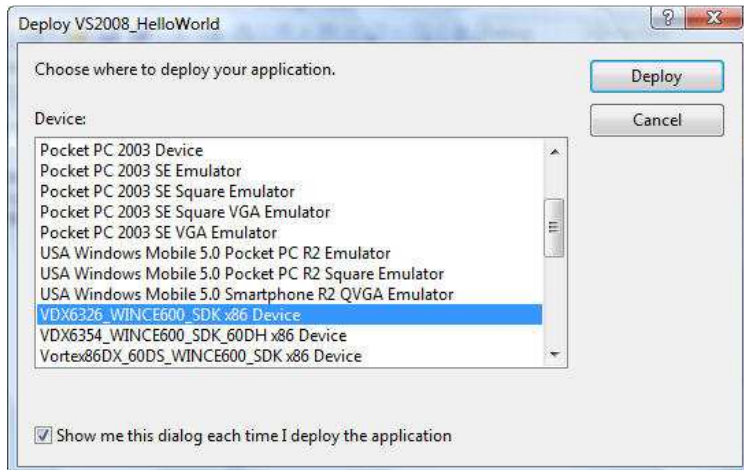 Deploy VS2008_HelloWorld
Choose where to deploy your application.
Deploy
Cancel
Device:
Pocket PC 2003 Device
Pocket PC 2003 SE Emulator
Pocket PC 2003 SE Square Emulator
Pocket PC 2003 SE Square VGA Emulator
Pocket PC 2003 SE VGA Emulator
USA Windows Mobile 5.0 Pocket PC R2 Emulator
USA Windows Mobile 5.0 Pocket PC R2 Square Emulator
USA Windows Mobile 5.0 Smartphone R2 QVGA Emulator
VDX6326_WINCE600_SDK x86 Device
VDX6354_WINCE600_SDK_60DH x86 Device
Vortex86DX_60DS_WINCE600_SDK x86 Device
Show me this dialog each time I deploy the application